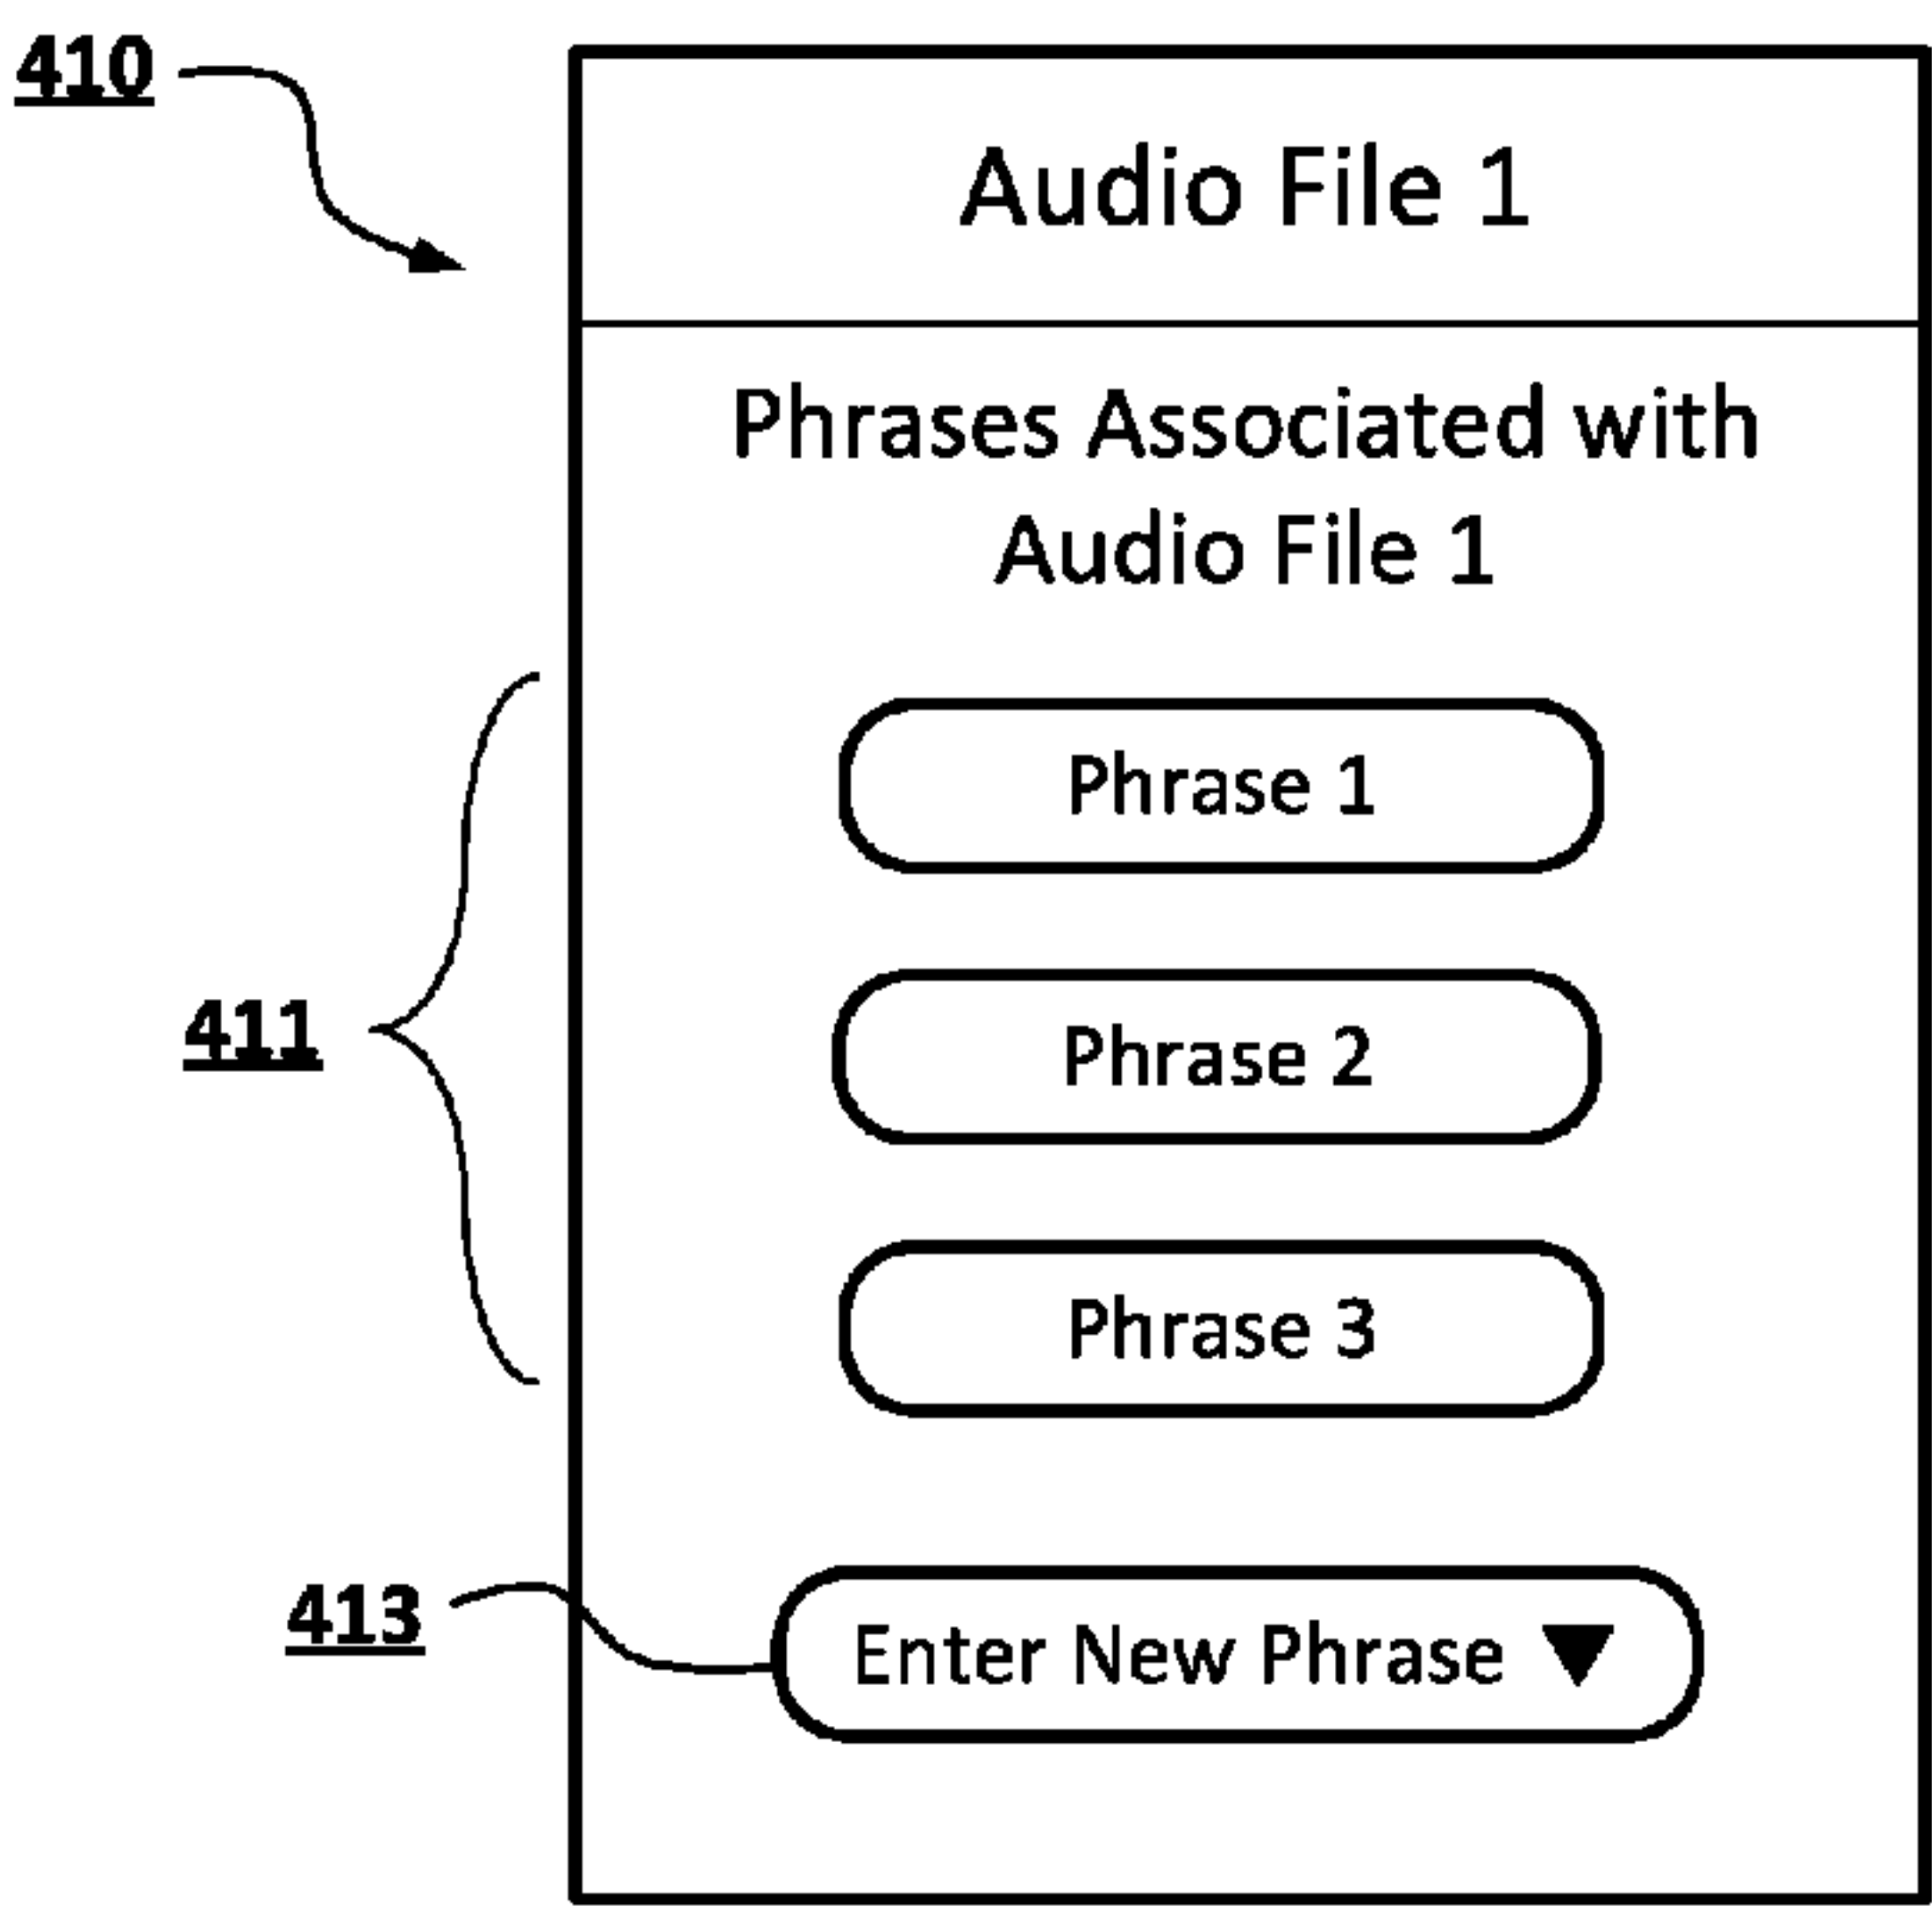 410
Audio File 1
Phrases Associated with
Audio File 1
Phrase 1
411
Phrase 2
Phrase 3
413
Enter New Phrase